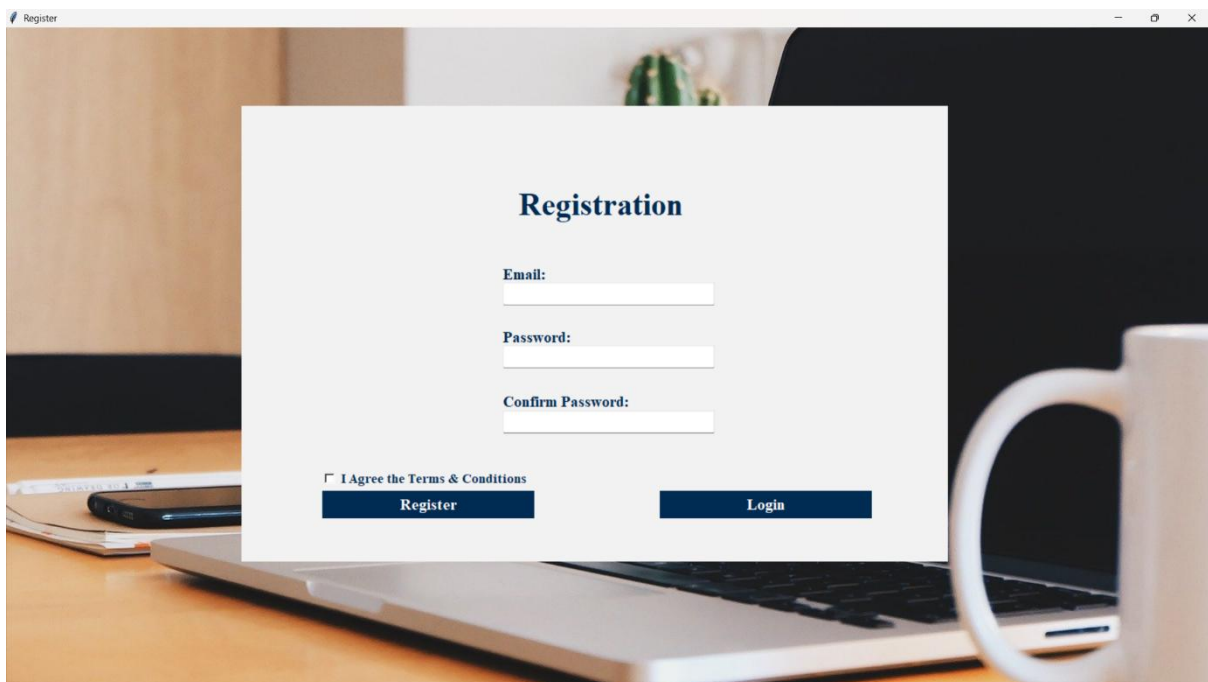 Register
Registration
Email:
Password:
Confirm Password:
I Agree the Terms & Conditions
Register
Login